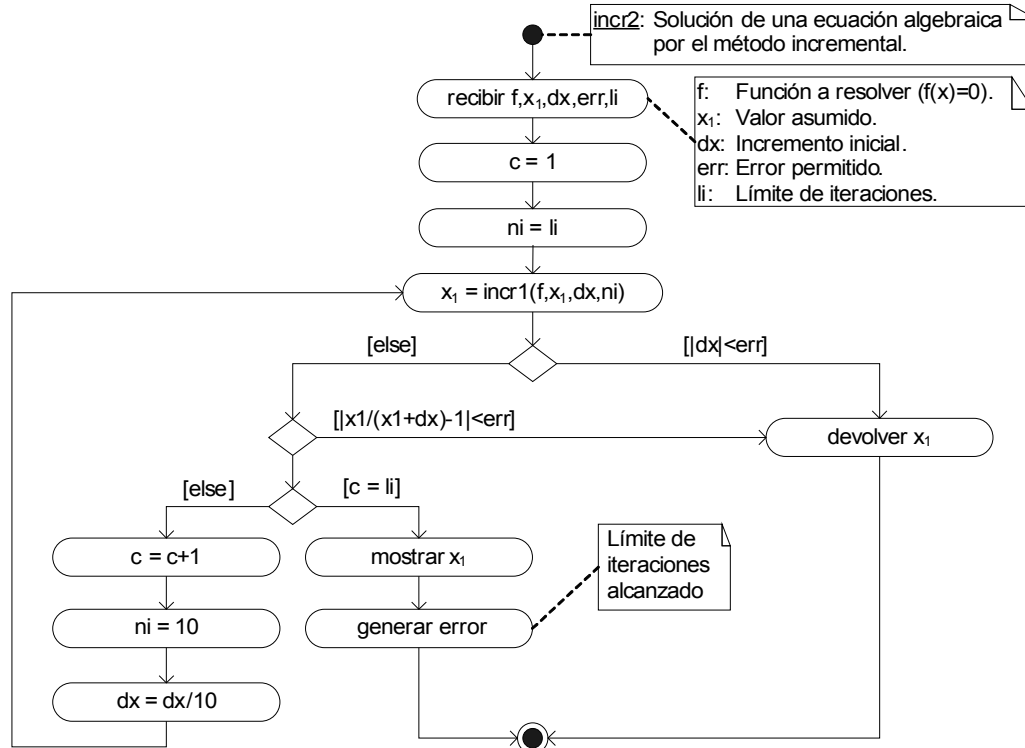 incr2: Solución de una ecuación algebraica
por el método incremental.
recibir f,x₁,dx,err,li
f: Función a resolver (f(x)=0).
x₁: Valor asumido.
dx: Incremento inicial.
err: Error permitido.
li: Límite de iteraciones.
c = 1
ni = li
x₁ = incr1(f,x₁,dx,ni)
[else]
[|dx|<err]
[|x1/(x1+dx)-1|<err]
devolver x₁
[else]
[c = li]
c = c+1
mostrar x₁
Límite de
iteraciones
alcanzado
ni = 10
generar error
dx = dx/10